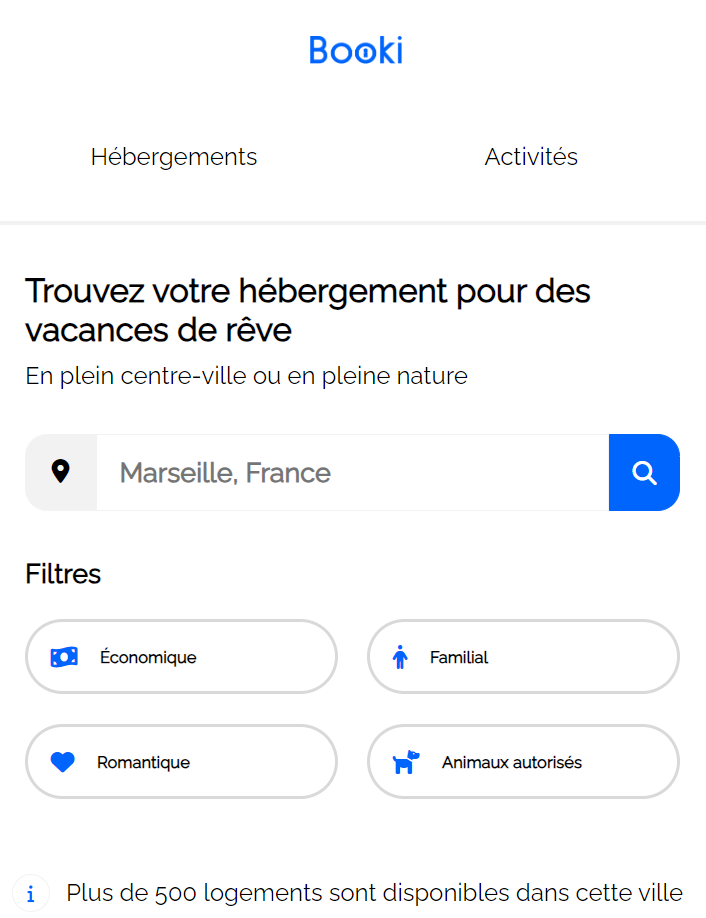 Booki
Hébergements
Activités
Trouvez votre hébergement pour des
vacances de rêve
En plein centre-ville ou en pleine nature
Marseille, France
Filtres
Économique
Familial
Romantique
Animaux autorisés
i Plus de 500 logements sont disponibles dans cette ville